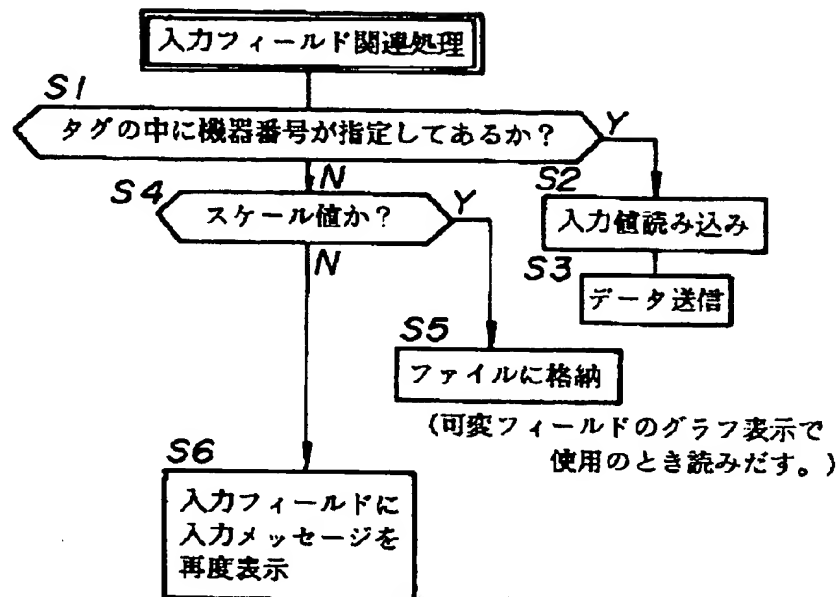 入力フィールド関連処理
S1
タグの中に機器番号が指定してあるか?
Y
N
S2
入力値読み込み
S3
データ送信
S4
スケール値か?
Y
N
S5
ファイルに格納
(可変フィールドのグラフ表示で
使用のとき読みだす。)
S6
入力フィールドに
入力メッセージを
再度表示